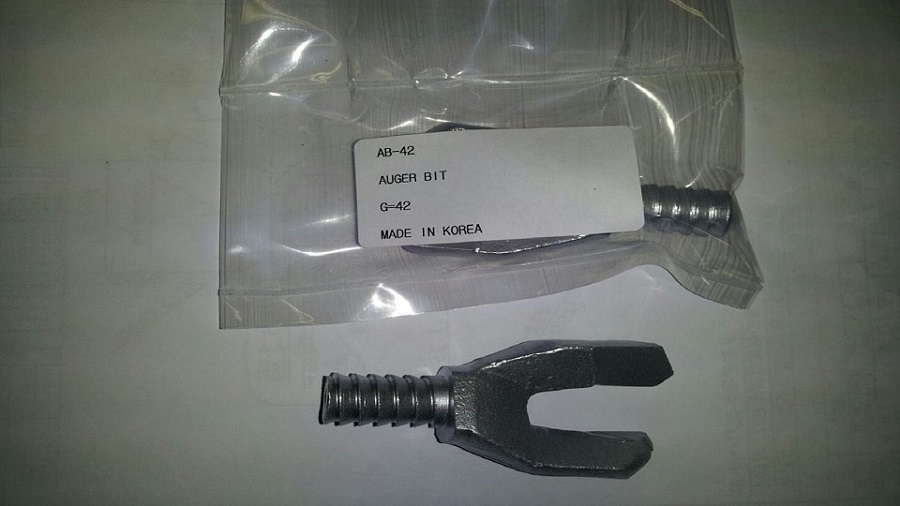 AB-42
AUGER BIT
G=42
MADE IN KOREA